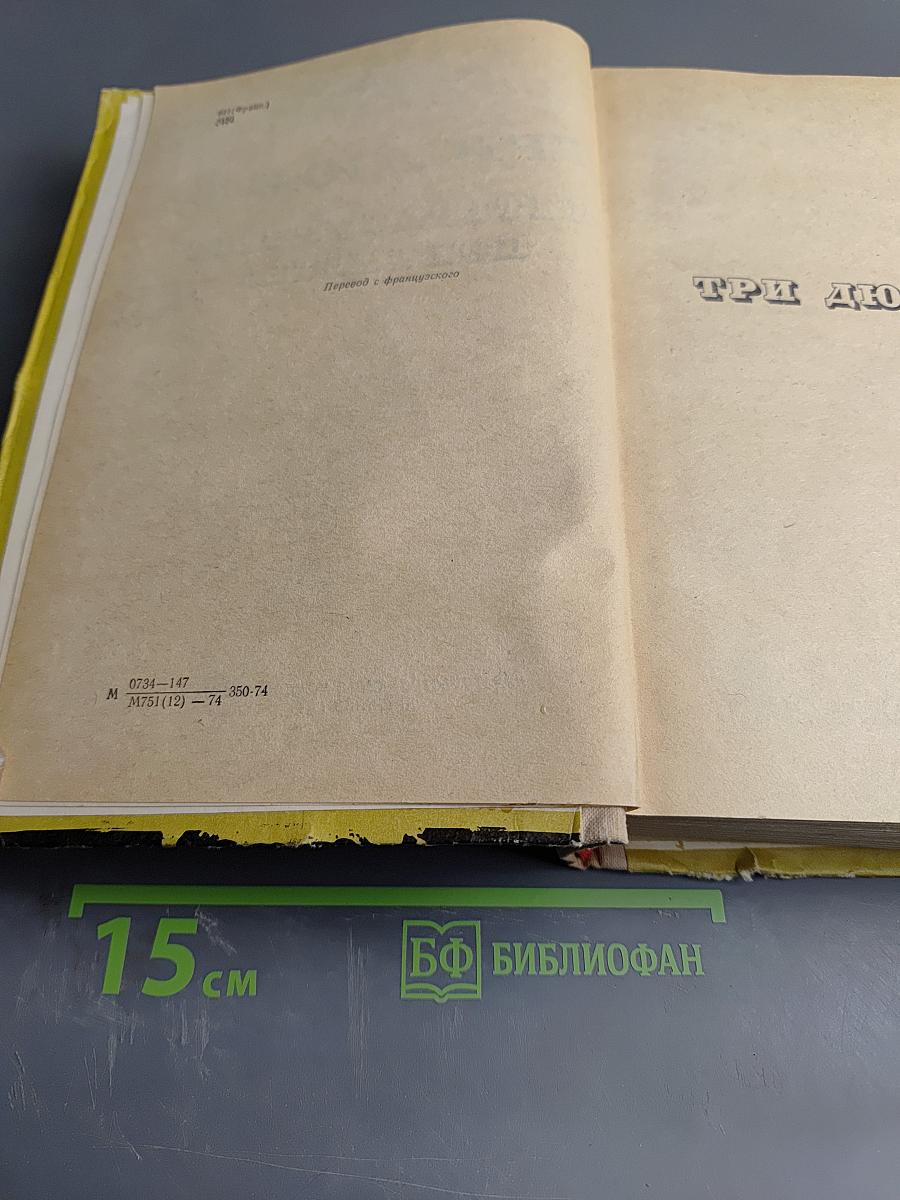 Перевод с французского
ТРИ ДЮ
М 0734—147
М751(12) — 74 350-74
15 см
БФ БИБЛИОФАН